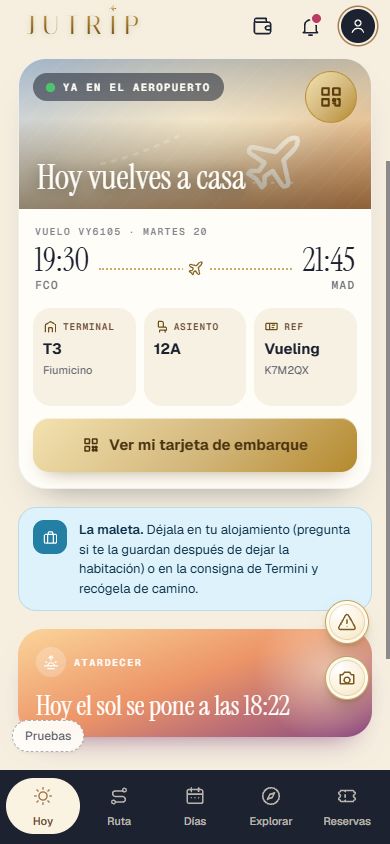 JUTRIP
YA EN EL AEROPUERTO
Hoy vuelves a casa
VUELO VY6105 · MARTES 20
19:30 21:45
FCO MAD
TERMINAL ASIENTO REF
T3 12A Vueling
Fiumicino K7M2QX
Ver mi tarjeta de embarque
La maleta. Déjala en tu alojamiento (pregunta
si te la guardan después de dejar la
habitación) o en la consigna de Termini y
recógela de camino.
ATARDECER
Hoy el sol se pone a las 18:22
Pruebas
Hoy Ruta Días Explorar Reservas